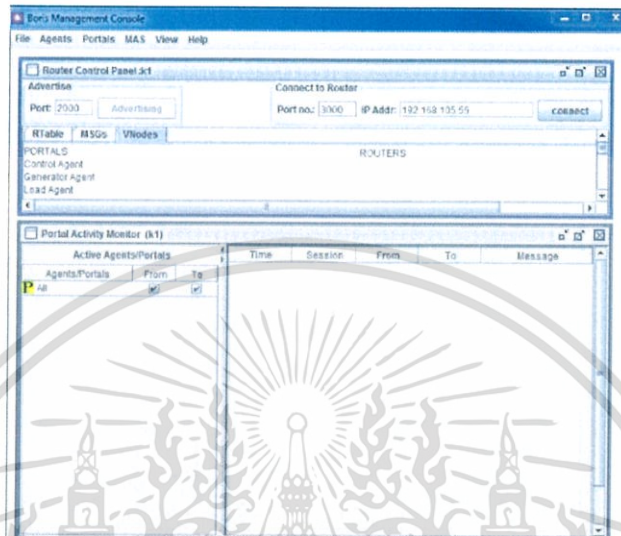 Boris Management Console
File Agents Portals MAS View Help
Router Control Panel :k1
Advertise
Port: 2000 Advertising
Connect to Router
Port no.: 3000 IP Addr: 192.168.105.55 connect
RTable MSGs VNodes
PORTALS ROUTERS
Control Agent
Generator Agent
Load Agent
Portal Activity Monitor (k1)
Active Agents/Portals Time Session From To Message
Agents/Portals From To
P All